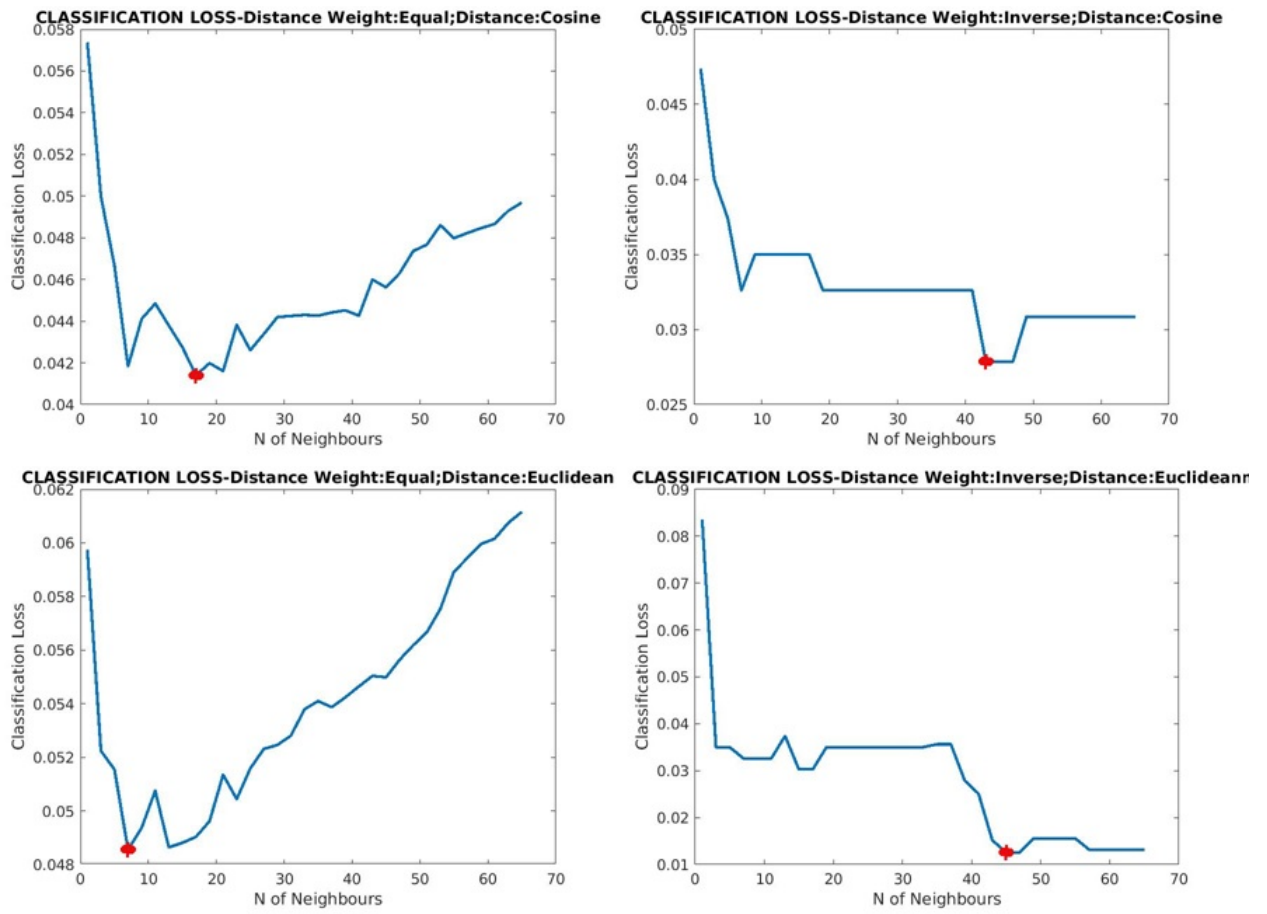 CLASSIFICATION LOSS-Distance Weight:Equal;Distance:Cosine
0.058
0.056
0.054
0.052
0.05
0.048
0.046
0.044
0.042
0.04
Classification Loss
0 10 20 30 40 50 60 70
N of Neighbours
CLASSIFICATION LOSS-Distance Weight:Inverse;Distance:Cosine
0.05
0.045
0.04
0.035
0.03
0.025
Classification Loss
0 10 20 30 40 50 60 70
N of Neighbours
CLASSIFICATION LOSS-Distance Weight:Equal;Distance:Euclidean
0.062
0.06
0.058
0.056
0.054
0.052
0.05
0.048
Classification Loss
0 10 20 30 40 50 60 70
N of Neighbours
CLASSIFICATION LOSS-Distance Weight:Inverse;Distance:Euclideann
0.09
0.08
0.07
0.06
0.05
0.04
0.03
0.02
0.01
Classification Loss
0 10 20 30 40 50 60 70
N of Neighbours